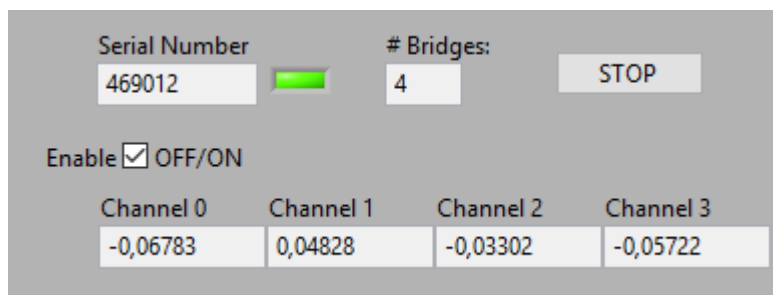 Serial Number # Bridges:
469012 4 STOP
Enable OFF/ON
Channel 0 Channel 1 Channel 2 Channel 3
-0,06783 0,04828 -0,03302 -0,05722